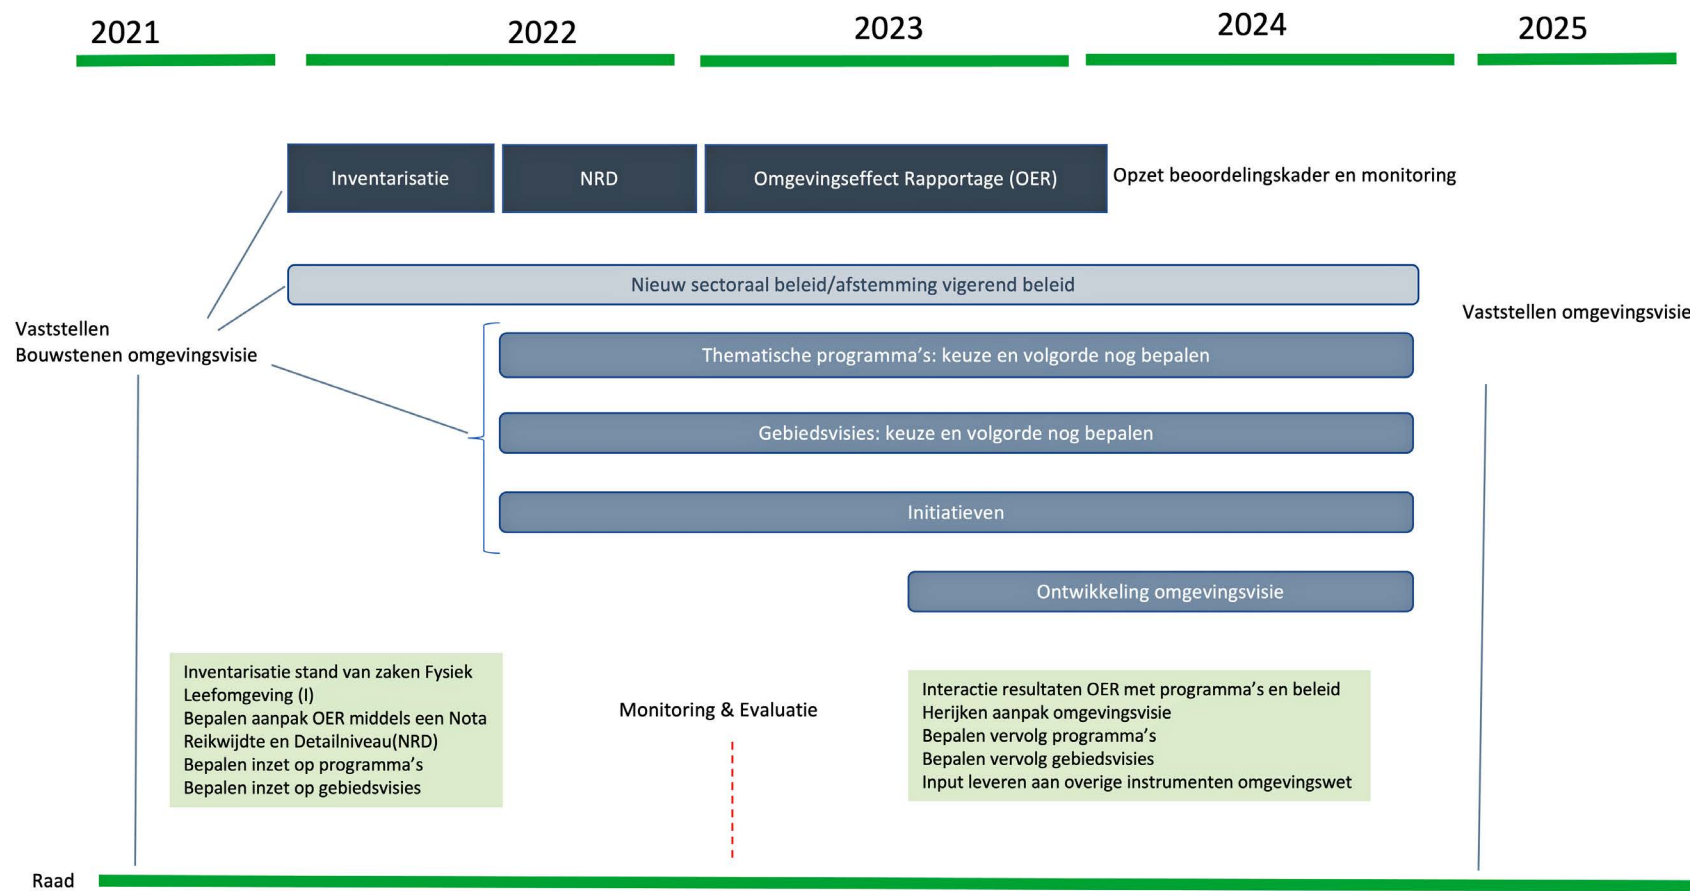 2021
2022
2023
2024
2025
Inventarisatie
NRD
Omgevingseffect Rapportage (OER)
Opzet beoordelingskader en monitoring
Nieuw sectoraal beleid/afstemming vigerend beleid
Vaststellen
Bouwstenen omgevingsvisie
Vaststellen omgevingsvisie
Thematische programma’s: keuze en volgorde nog bepalen
Gebiedsvisies: keuze en volgorde nog bepalen
Initiatieven
Ontwikkeling omgevingsvisie
Inventarisatie stand van zaken Fysiek
Leefomgeving (I)
Bepalen aanpak OER middels een Nota
Reikwijdte en Detailniveau(NRD)
Bepalen inzet op programma’s
Bepalen inzet op gebiedsvisies
Monitoring & Evaluatie
Interactie resultaten OER met programma’s en beleid
Herijken aanpak omgevingsvisie
Bepalen vervolg programma’s
Bepalen vervolg gebiedsvisies
Input leveren aan overige instrumenten omgevingswet
Raad